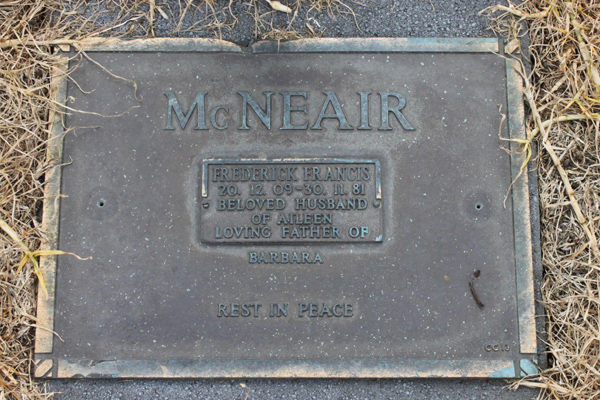 McNEAIR
FREDERICK FRANCIS
20. 12. 09-30. 11. 81
BELOVED HUSBAND
OF AILEEN
LOVING FATHER OF
BARBARA
REST IN PEACE